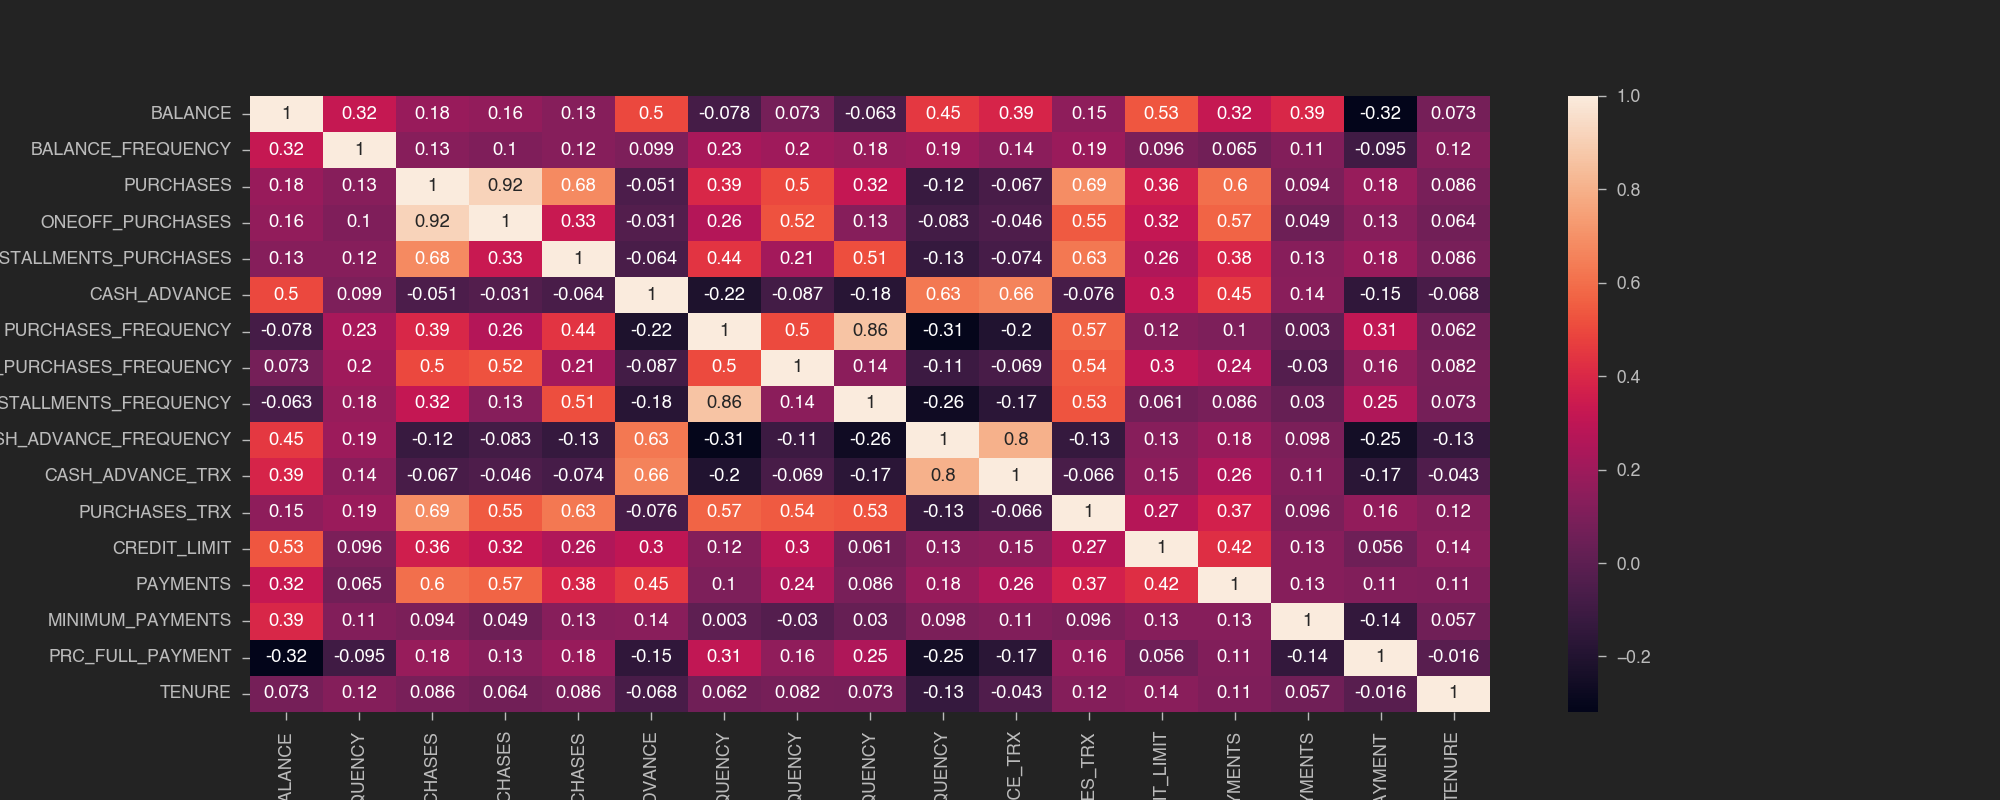 BALANCE 1 0.32 0.18 0.16 0.13 0.5 -0.078 0.073 -0.063 0.45 0.39 0.15 0.53 0.32 0.39 -0.32 0.073 1.0
BALANCE_FREQUENCY 0.32 1 0.13 0.1 0.12 0.099 0.23 0.2 0.18 0.19 0.14 0.19 0.096 0.065 0.11 -0.095 0.12
PURCHASES 0.18 0.13 1 0.92 0.68 -0.051 0.39 0.5 0.32 -0.12 -0.067 0.69 0.36 0.6 0.094 0.18 0.086 0.8
ONEOFF_PURCHASES 0.16 0.1 0.92 1 0.33 -0.031 0.26 0.52 0.13 -0.083 -0.046 0.55 0.32 0.57 0.049 0.13 0.064
STALLMENTS_PURCHASES 0.13 0.12 0.68 0.33 1 -0.064 0.44 0.21 0.51 -0.13 -0.074 0.63 0.26 0.38 0.13 0.18 0.086
CASH_ADVANCE 0.5 0.099 -0.051 -0.031 -0.064 1 -0.22 -0.087 -0.18 0.63 0.66 -0.076 0.3 0.45 0.14 -0.15 -0.068 0.6
PURCHASES_FREQUENCY -0.078 0.23 0.39 0.26 0.44 -0.22 1 0.5 0.86 -0.31 -0.2 0.57 0.12 0.1 0.003 0.31 0.062
_PURCHASES_FREQUENCY 0.073 0.2 0.5 0.52 0.21 -0.087 0.5 1 0.14 -0.11 -0.069 0.54 0.3 0.24 -0.03 0.16 0.082 0.4
STALLMENTS_FREQUENCY -0.063 0.18 0.32 0.13 0.51 -0.18 0.86 0.14 1 -0.26 -0.17 0.53 0.061 0.086 0.03 0.25 0.073
SH_ADVANCE_FREQUENCY 0.45 0.19 -0.12 -0.083 -0.13 0.63 -0.31 -0.11 -0.26 1 0.8 -0.13 0.13 0.18 0.098 -0.25 -0.13
CASH_ADVANCE_TRX 0.39 0.14 -0.067 -0.046 -0.074 0.66 -0.2 -0.069 -0.17 0.8 1 -0.066 0.15 0.26 0.11 -0.17 -0.043 0.2
PURCHASES_TRX 0.15 0.19 0.69 0.55 0.63 -0.076 0.57 0.54 0.53 -0.13 -0.066 1 0.27 0.37 0.096 0.16 0.12
CREDIT_LIMIT 0.53 0.096 0.36 0.32 0.26 0.3 0.12 0.3 0.061 0.13 0.15 0.27 1 0.42 0.13 0.056 0.14 0.0
PAYMENTS 0.32 0.065 0.6 0.57 0.38 0.45 0.1 0.24 0.086 0.18 0.26 0.37 0.42 1 0.13 0.11 0.11
MINIMUM_PAYMENTS 0.39 0.11 0.094 0.049 0.13 0.14 0.003 -0.03 0.03 0.098 0.11 0.096 0.13 0.13 1 -0.14 0.057
PRC_FULL_PAYMENT -0.32 -0.095 0.18 0.13 0.18 -0.15 0.31 0.16 0.25 -0.25 -0.17 0.16 0.056 0.11 -0.14 1 -0.016 −0.2
TENURE 0.073 0.12 0.086 0.064 0.086 -0.068 0.062 0.082 0.073 -0.13 -0.043 0.12 0.14 0.11 0.057 -0.016 1
ALANCE
QUENCY
CHASES
CHASES
CHASES
DVANCE
QUENCY
QUENCY
QUENCY
QUENCY
CE_TRX
ES_TRX
IT_LIMIT
YMENTS
YMENTS
AYMENT
TENURE